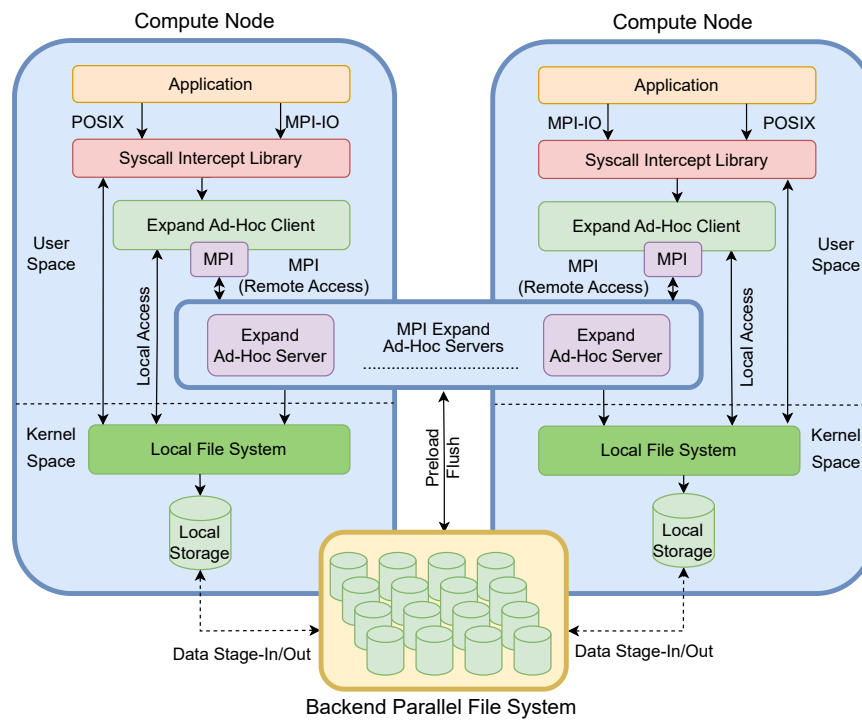 Compute Node
Application
POSIX
MPI-IO
Syscall Intercept Library
Expand Ad-Hoc Client
MPI
MPI
(Remote Access)
User
Space
Local Access
Kernel
Space
Local File System
Local
Storage
Data Stage-In/Out
Expand
Ad-Hoc Server
MPI Expand
Ad-Hoc Servers
Expand
Ad-Hoc Server
Preload
Flush
Compute Node
Application
MPI-IO
POSIX
Syscall Intercept Library
Expand Ad-Hoc Client
MPI
MPI
(Remote Access)
User
Space
Local Access
Kernel
Space
Local File System
Local
Storage
Data Stage-In/Out
Backend Parallel File System